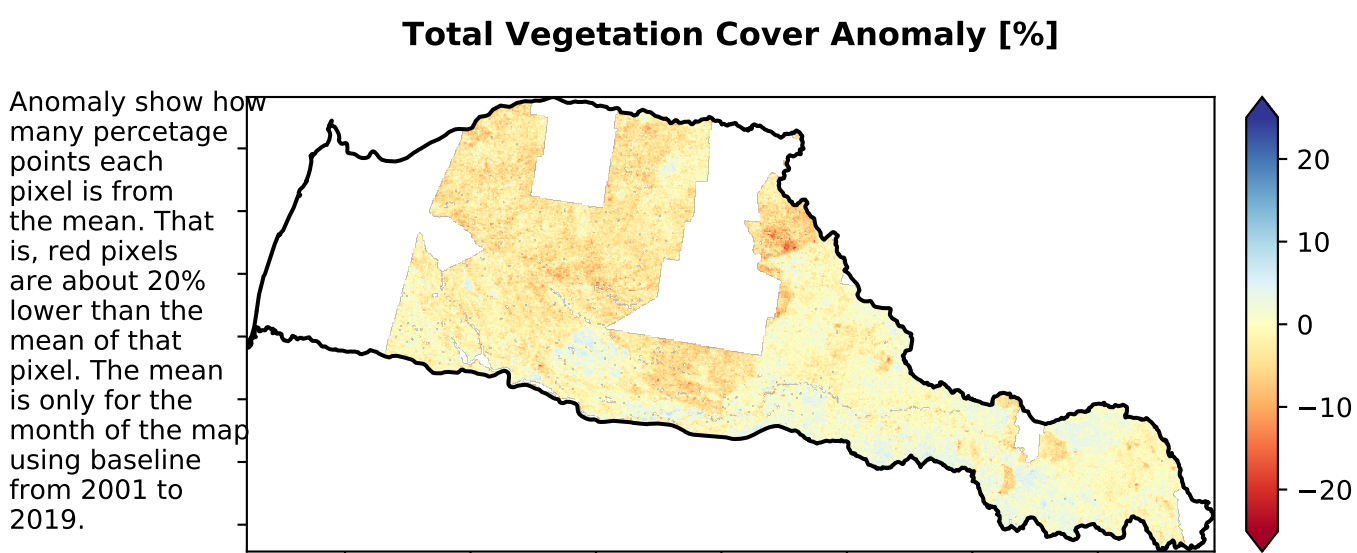 Total Vegetation Cover Anomaly [%]
Anomaly show how
many percetage
points each
pixel is from
the mean. That
is, red pixels
are about 20%
lower than the
mean of that
pixel. The mean
is only for the
month of the map
using baseline
from 2001 to
2019.
20
10
0
−10
−20